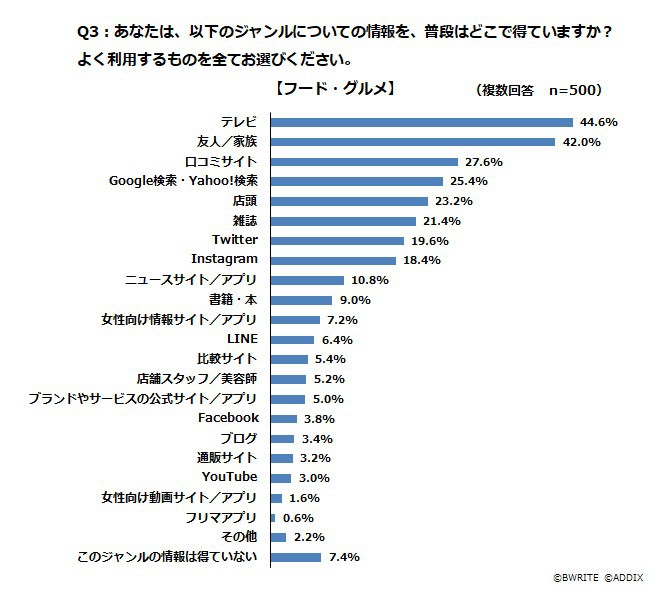 Q3：あなたは、以下のジャンルについての情報を、普段はどこで得ていますか？
よく利用するものを全てお選びください。
【フード・グルメ】 （複数回答 n=500）
テレビ 44.6%
友人／家族 42.0%
口コミサイト 27.6%
Google検索・Yahoo!検索 25.4%
店頭 23.2%
雑誌 21.4%
Twitter 19.6%
Instagram 18.4%
ニュースサイト／アプリ 10.8%
書籍・本 9.0%
女性向け情報サイト／アプリ 7.2%
LINE 6.4%
比較サイト 5.4%
店舗スタッフ／美容師 5.2%
ブランドやサービスの公式サイト／アプリ 5.0%
Facebook 3.8%
ブログ 3.4%
通販サイト 3.2%
YouTube 3.0%
女性向け動画サイト／アプリ 1.6%
フリマアプリ 0.6%
その他 2.2%
このジャンルの情報は得ていない 7.4%
©BWRITE ©ADDIX